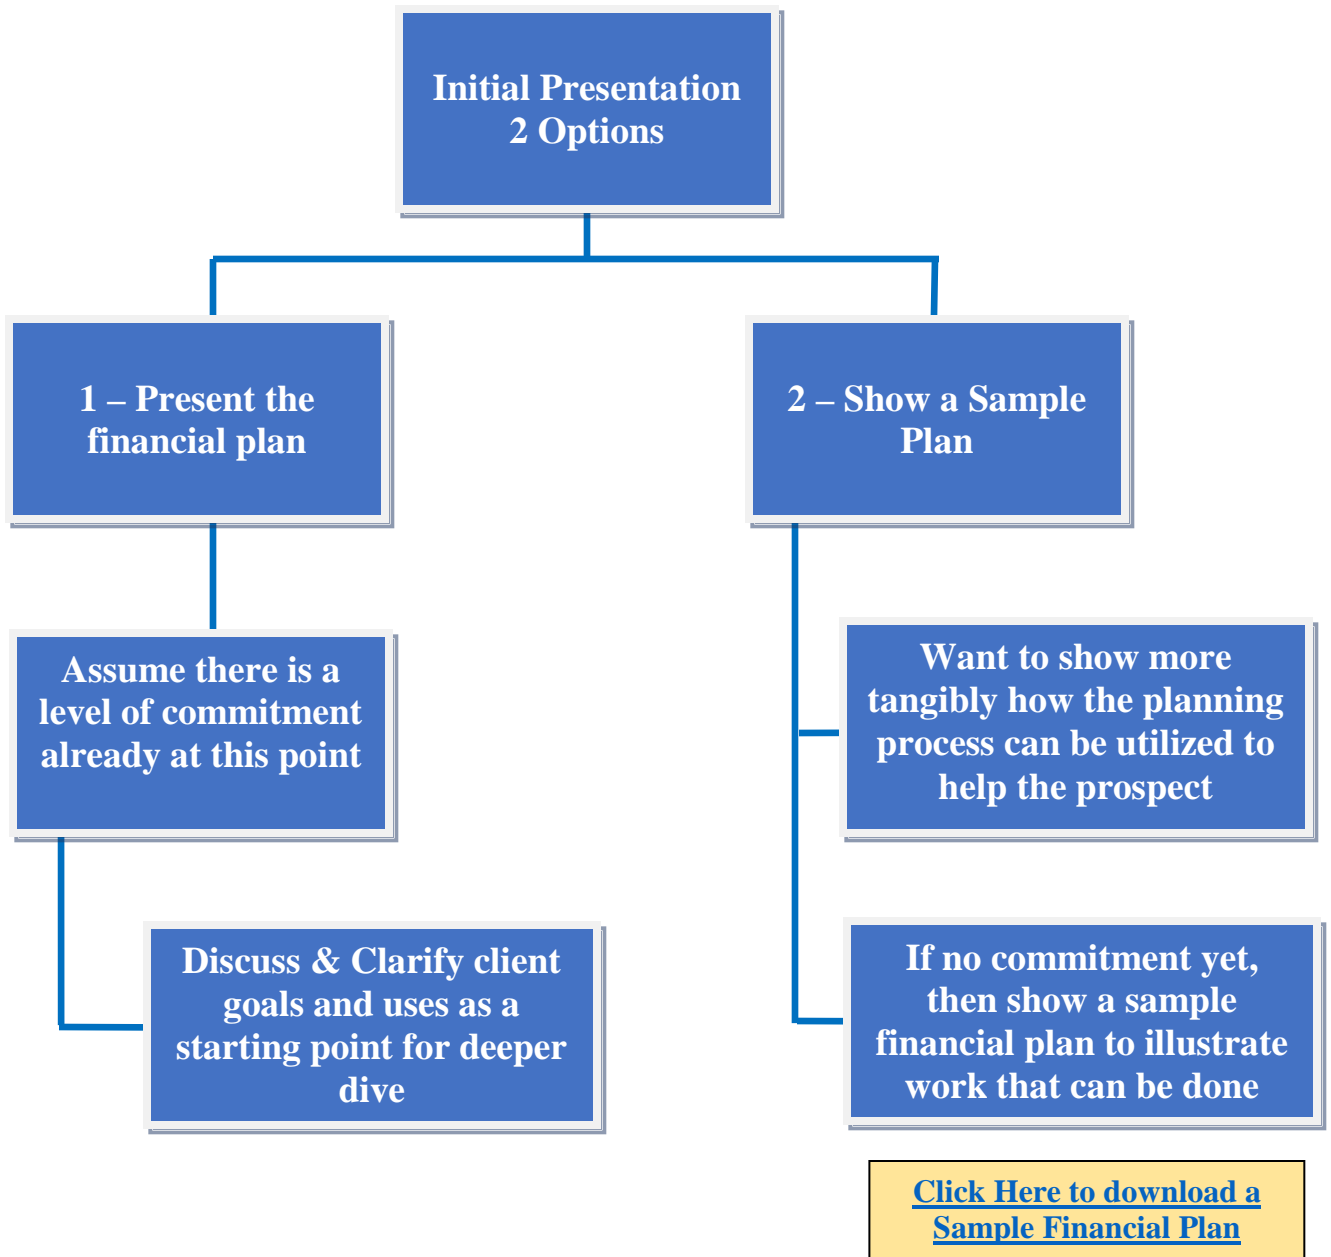 Initial Presentation
2 Options
1 – Present the
financial plan
2 – Show a Sample
Plan
Assume there is a
level of commitment
already at this point
Want to show more
tangibly how the planning
process can be utilized to
help the prospect
Discuss & Clarify client
goals and uses as a
starting point for deeper
dive
If no commitment yet,
then show a sample
financial plan to illustrate
work that can be done
Click Here to download a
Sample Financial Plan